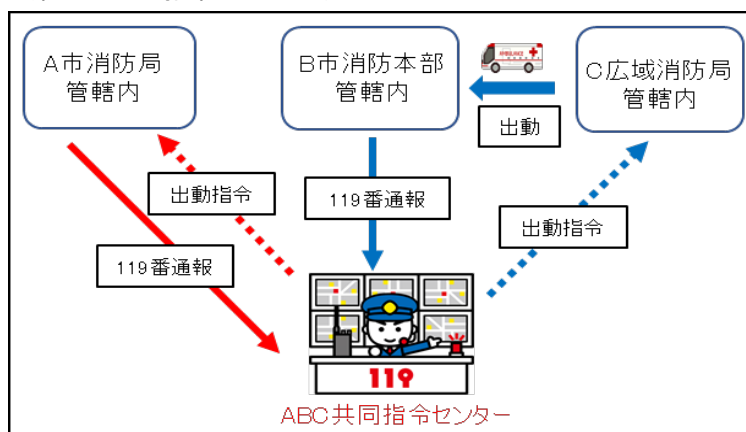 A市消防局
管轄内
B市消防本部
管轄内
C広域消防局
管轄内
AMBULANCE
出動
出動指令
119番通報
出動指令
119番通報
119
ABC共同指令センター